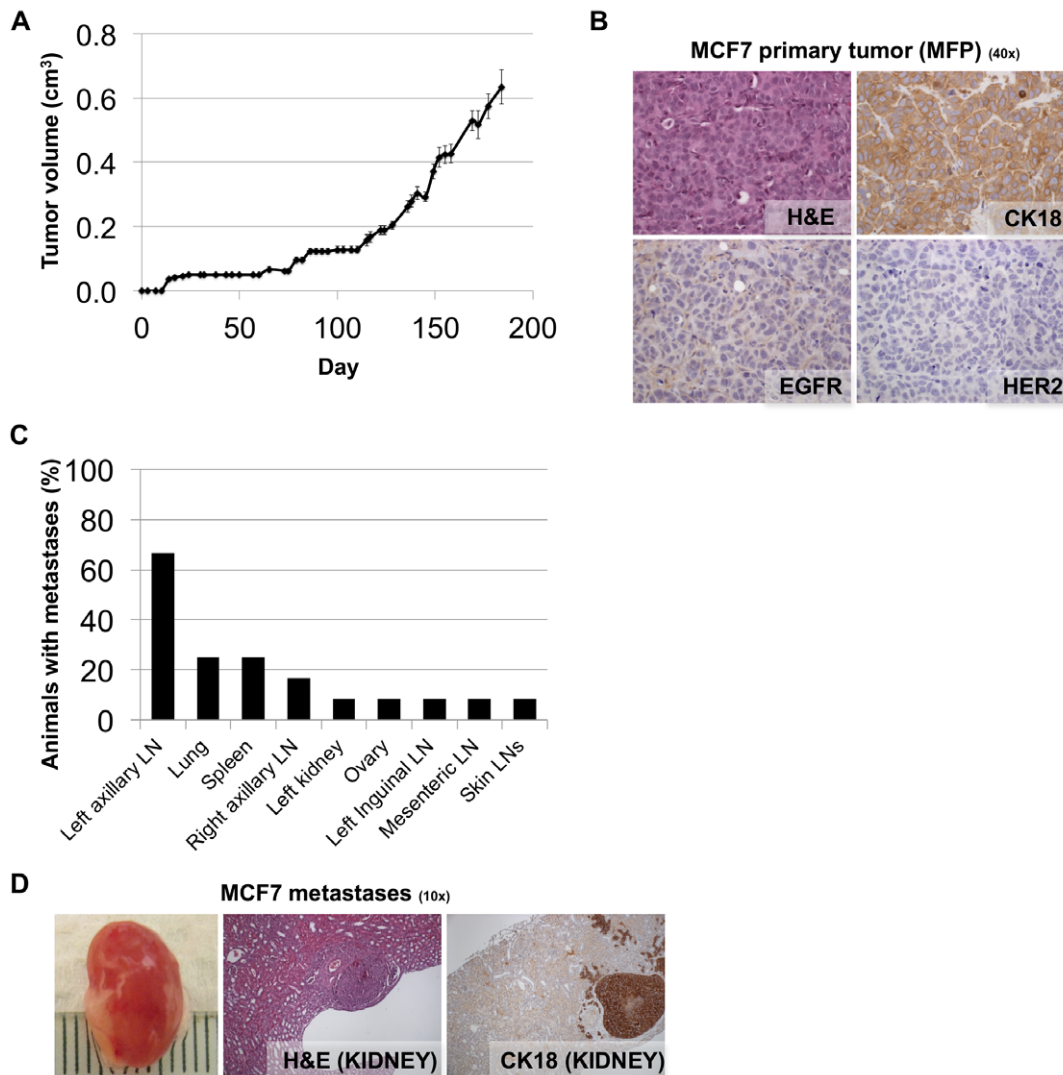 A
Tumor volume (cm³)
0.8
0.6
0.4
0.2
0.0
0 50 100 150 200
Day
B
MCF7 primary tumor (MFP) (40x)
H&E
CK18
EGFR
HER2
C
Animals with metastases (%)
100
80
60
40
20
0
Left axillary LN
Lung
Spleen
Right axillary LN
Left kidney
Ovary
Left Inguinal LN
Mesenteric LN
Skin LNs
D
MCF7 metastases (10x)
H&E (KIDNEY)
CK18 (KIDNEY)